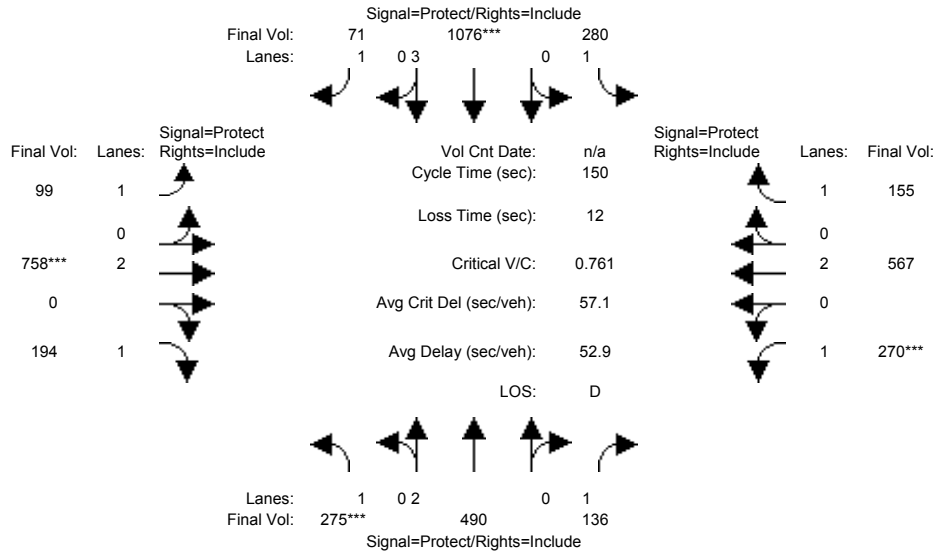 Signal=Protect/Rights=Include
Final Vol: 71 1076*** 280
Lanes: 1 0 3 0 1
Signal=Protect
Final Vol: Lanes: Rights=Include
Vol Cnt Date: n/a
Signal=Protect
Rights=Include Lanes: Final Vol:
Cycle Time (sec): 150
99 1
1 155
Loss Time (sec): 12
0
0
758*** 2
Critical V/C: 0.761
2 567
0 0
Avg Crit Del (sec/veh): 57.1
0
194 1
Avg Delay (sec/veh): 52.9
1 270***
LOS: D
Lanes: 1 0 2 0 1
Final Vol: 275*** 490 136
Signal=Protect/Rights=Include